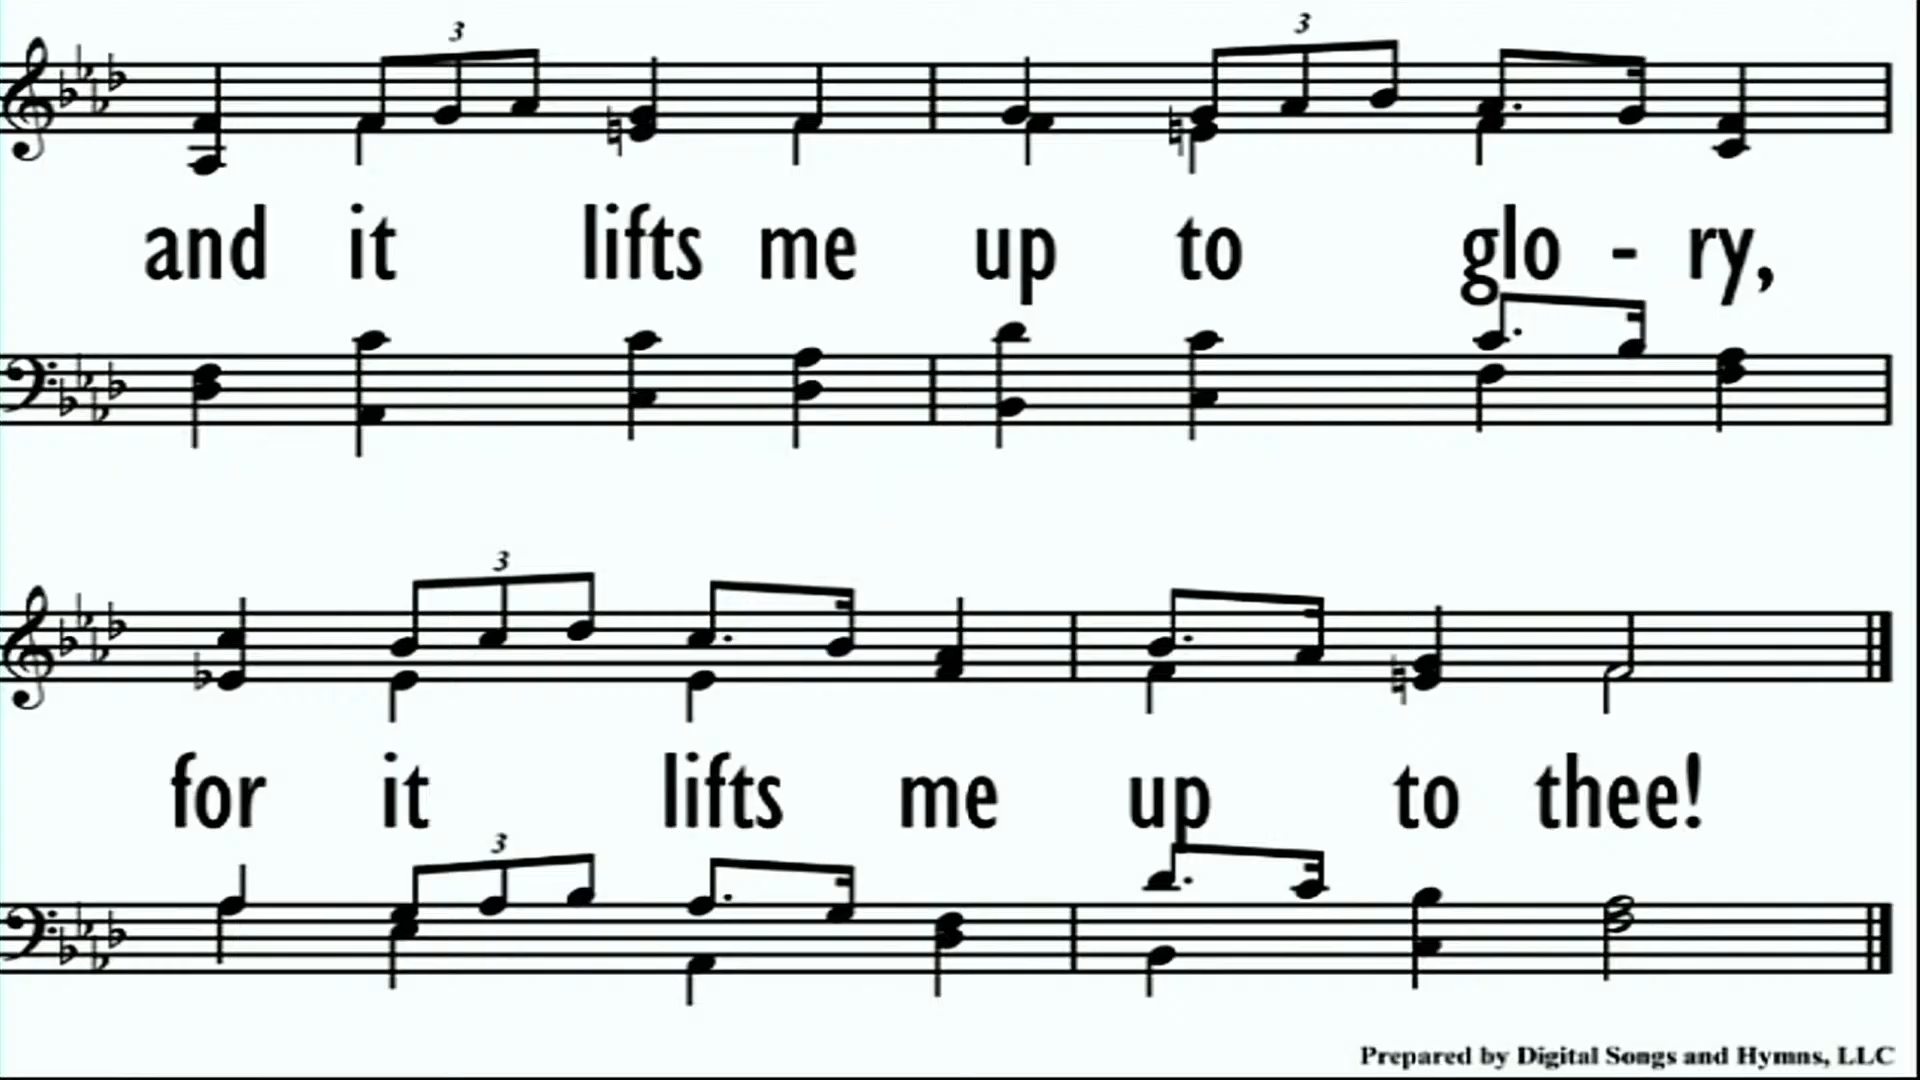 3 3
and it lifts me up to glo - ry,
3
for it lifts me up to thee!
3
Prepared by Digital Songs and Hymns, LLC